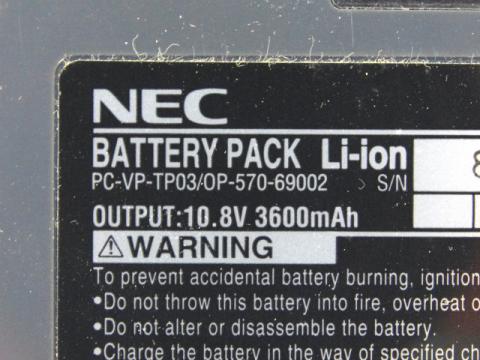 NEC
BATTERY PACK Li-ion
PC-VP-TP03/OP-570-69002 S/N
OUTPUT:10.8V 3600mAh
⚠WARNING
To prevent accidental battery burning, ignition
•Do not throw this battery into fire, overheat
•Do not alter or disassemble the battery.
•Charge the battery in the way of specified